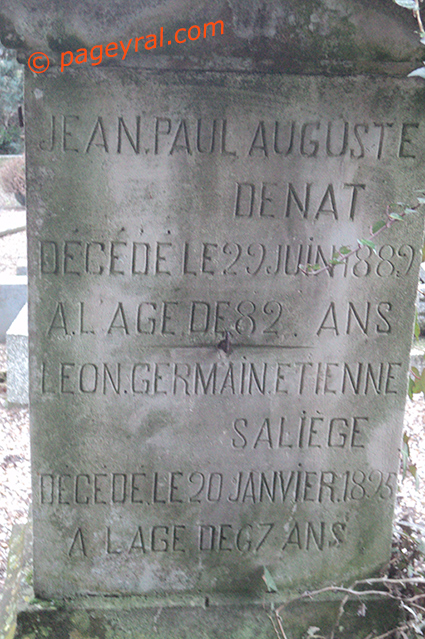 © pageyral.com
JEAN.PAUL AUGUSTE
DENAT
DÉCÉDÉ LE 29 JUIN 1889
A.L'AGE.DE 82. ANS
LEON.GERMAIN.ETIENNE
SALIÈGE
DÉCÉDÉ.LE 20 JANVIER.1895
A L AGE DE 67 ANS